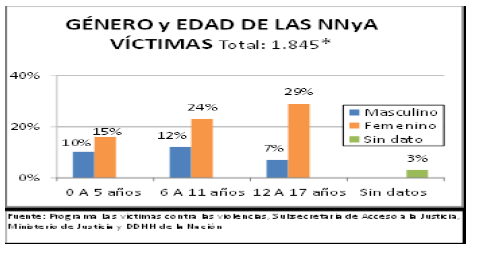 GÉNERO y EDAD DE LAS NNyA
VÍCTIMAS Total: 1.845*
40%
20%
0%
10%
15%
12%
24%
7%
29%
3%
Masculino
Femenino
Sin dato
0 A 5 años
6 A 11 años
12 A 17 años
Sin datos
Fuente: Programa las víctimas contra las violencias, Subsecretaría de Acceso a la Justicia,
Ministerio de Justicia y DDHH de la Nación